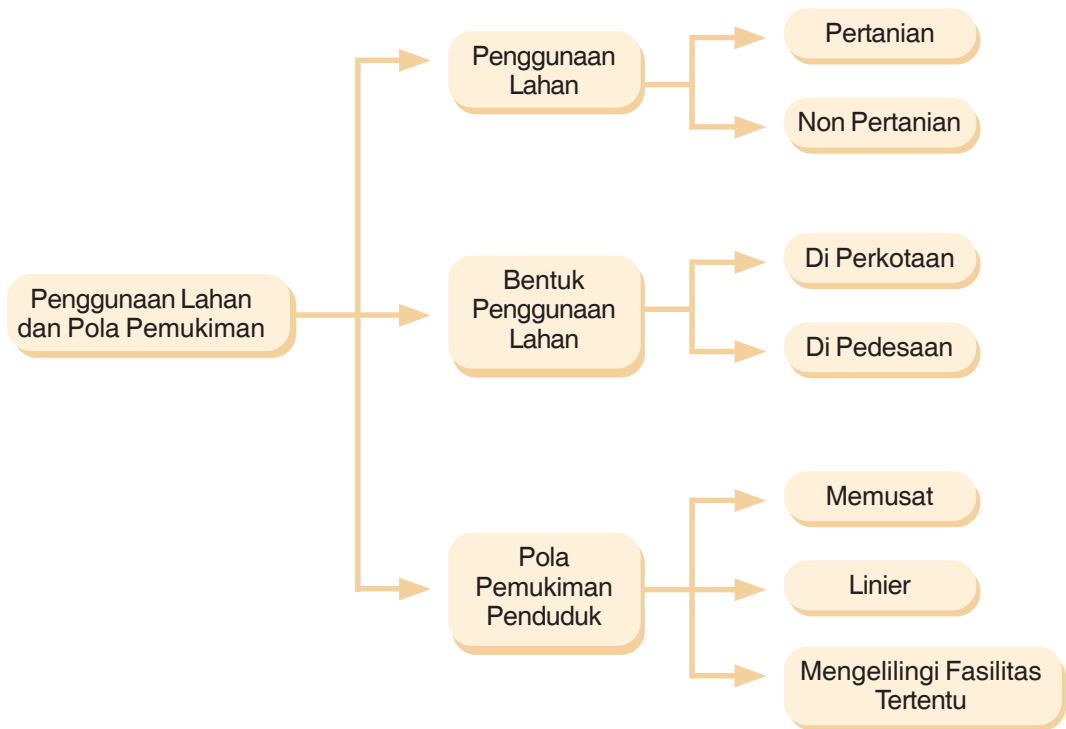 Penggunaan Lahan
dan Pola Pemukiman
Penggunaan
Lahan
Pertanian
Non Pertanian
Bentuk
Penggunaan
Lahan
Di Perkotaan
Di Pedesaan
Pola
Pemukiman
Penduduk
Memusat
Linier
Mengelilingi Fasilitas
Tertentu